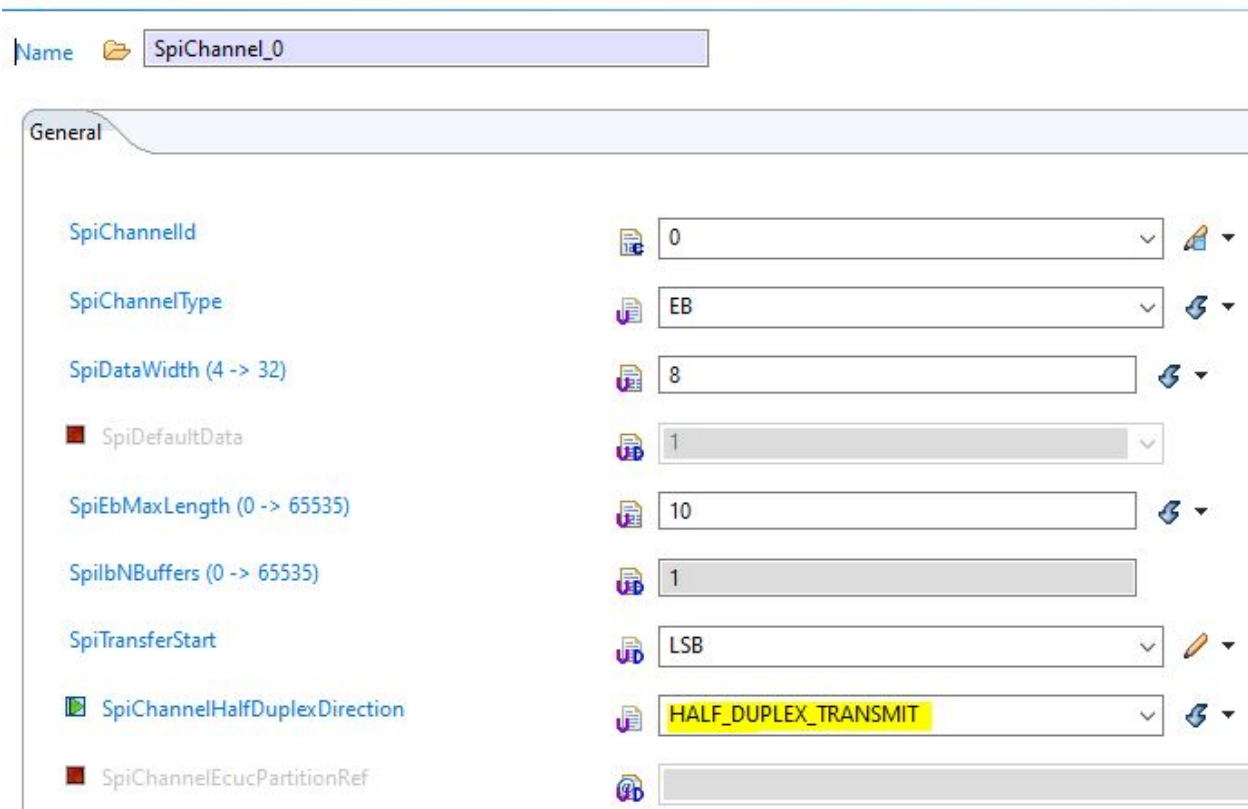 Name SpiChannel_0
General
SpiChannelId 0
SpiChannelType EB
SpiDataWidth (4 -> 32) 8
SpiDefaultData 1
SpiEbMaxLength (0 -> 65535) 10
SpiIbNBuffers (0 -> 65535) 1
SpiTransferStart LSB
SpiChannelHalfDuplexDirection HALF_DUPLEX_TRANSMIT
SpiChannelEcucPartitionRef